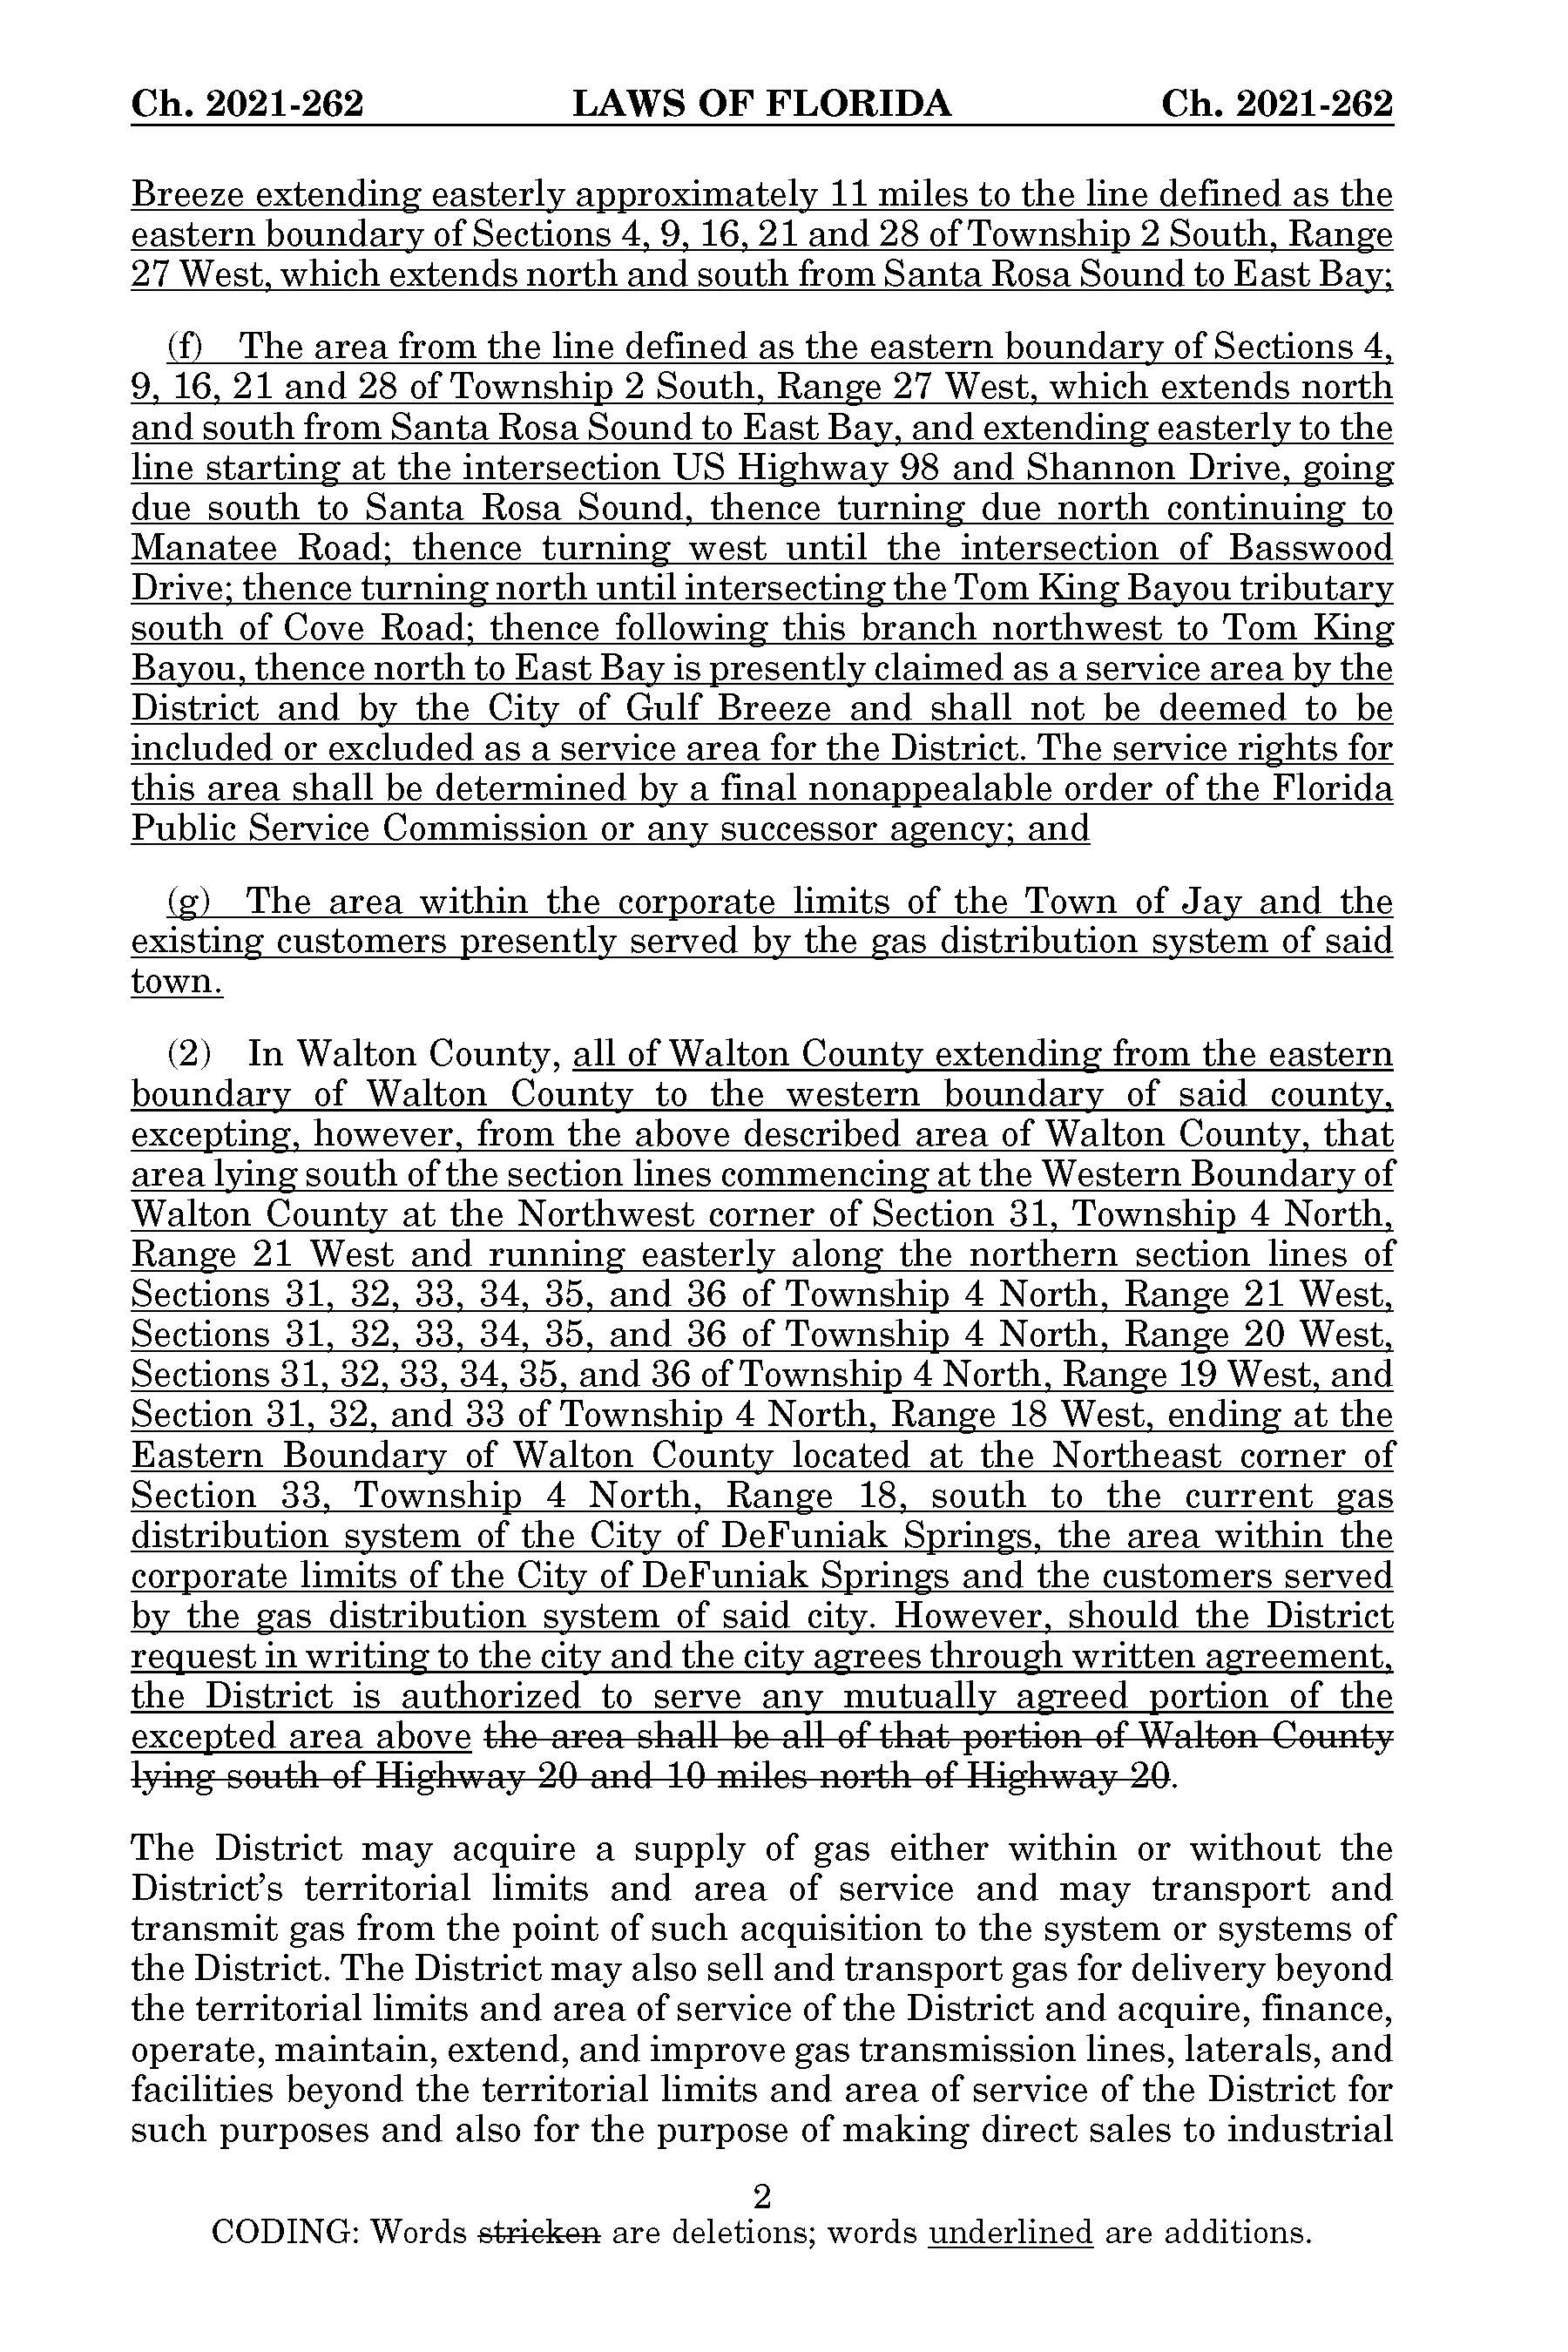 Ch. 2021-262 LAWS OF FLORIDA Ch. 2021-262
Breeze extending easterly approximately 11 miles to the line defined as the
eastern boundary of Sections 4, 9, 16, 21 and 28 of Township 2 South, Range
27 West, which extends north and south from Santa Rosa Sound to East Bay;
(f) The area from the line defined as the eastern boundary of Sections 4,
9, 16, 21 and 28 of Township 2 South, Range 27 West, which extends north
and south from Santa Rosa Sound to East Bay, and extending easterly to the
line starting at the intersection US Highway 98 and Shannon Drive, going
due south to Santa Rosa Sound, thence turning due north continuing to
Manatee Road; thence turning west until the intersection of Basswood
Drive; thence turning north until intersecting the Tom King Bayou tributary
south of Cove Road; thence following this branch northwest to Tom King
Bayou, thence north to East Bay is presently claimed as a service area by the
District and by the City of Gulf Breeze and shall not be deemed to be
included or excluded as a service area for the District. The service rights for
this area shall be determined by a final nonappealable order of the Florida
Public Service Commission or any successor agency; and
(g) The area within the corporate limits of the Town of Jay and the
existing customers presently served by the gas distribution system of said
town.
(2) In Walton County, all of Walton County extending from the eastern
boundary of Walton County to the western boundary of said county,
excepting, however, from the above described area of Walton County, that
area lying south of the section lines commencing at the Western Boundary of
Walton County at the Northwest corner of Section 31, Township 4 North,
Range 21 West and running easterly along the northern section lines of
Sections 31, 32, 33, 34, 35, and 36 of Township 4 North, Range 21 West,
Sections 31, 32, 33, 34, 35, and 36 of Township 4 North, Range 20 West,
Sections 31, 32, 33, 34, 35, and 36 of Township 4 North, Range 19 West, and
Section 31, 32, and 33 of Township 4 North, Range 18 West, ending at the
Eastern Boundary of Walton County located at the Northeast corner of
Section 33, Township 4 North, Range 18, south to the current gas
distribution system of the City of DeFuniak Springs, the area within the
corporate limits of the City of DeFuniak Springs and the customers served
by the gas distribution system of said city. However, should the District
request in writing to the city and the city agrees through written agreement,
the District is authorized to serve any mutually agreed portion of the
excepted area above the area shall be all of that portion of Walton County
lying south of Highway 20 and 10 miles north of Highway 20.
The District may acquire a supply of gas either within or without the
District's territorial limits and area of service and may transport and
transmit gas from the point of such acquisition to the system or systems of
the District. The District may also sell and transport gas for delivery beyond
the territorial limits and area of service of the District and acquire, finance,
operate, maintain, extend, and improve gas transmission lines, laterals, and
facilities beyond the territorial limits and area of service of the District for
such purposes and also for the purpose of making direct sales to industrial
2
CODING: Words stricken are deletions; words underlined are additions.